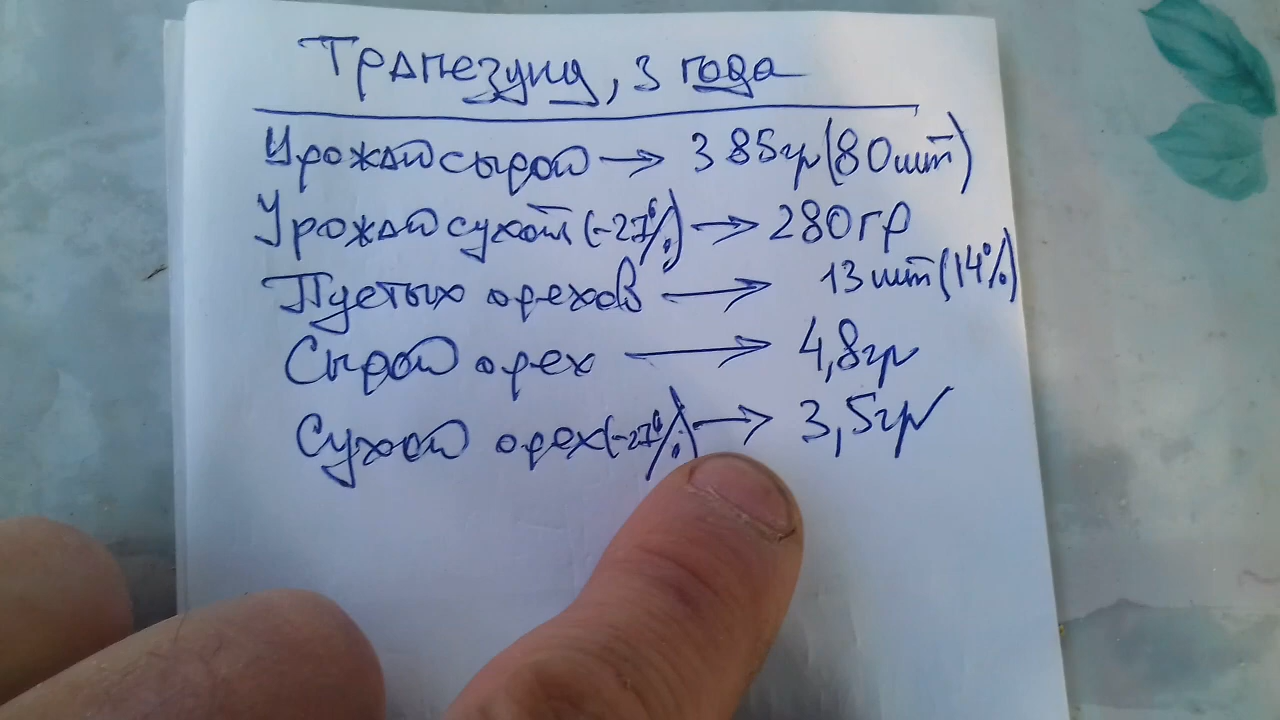 Трапезунд, 3 года
Урожай сырой → 385гр (80шт)
Урожай сухой (-27%) → 280гр
Пустых орехов → 13шт (14%)
Сырой орех → 4,8гр
Сухой орех (-27%) → 3,5гр